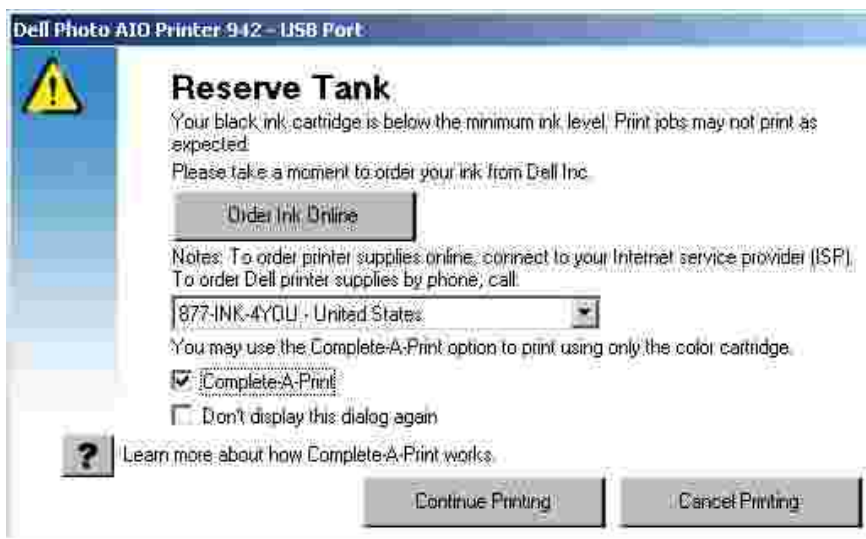 Dell Photo AIO Printer 942 - USB Port
Reserve Tank
Your black ink cartridge is below the minimum ink level. Print jobs may not print as
expected.
Please take a moment to order your ink from Dell Inc.
Order Ink Online
Notes: To order printer supplies online, connect to your Internet service provider (ISP).
To order Dell printer supplies by phone, call:
877-INK-4YOU - United States
You may use the Complete-A-Print option to print using only the color cartridge.
Complete-A-Print
Don't display this dialog again
? Learn more about how Complete-A-Print works.
Continue Printing Cancel Printing